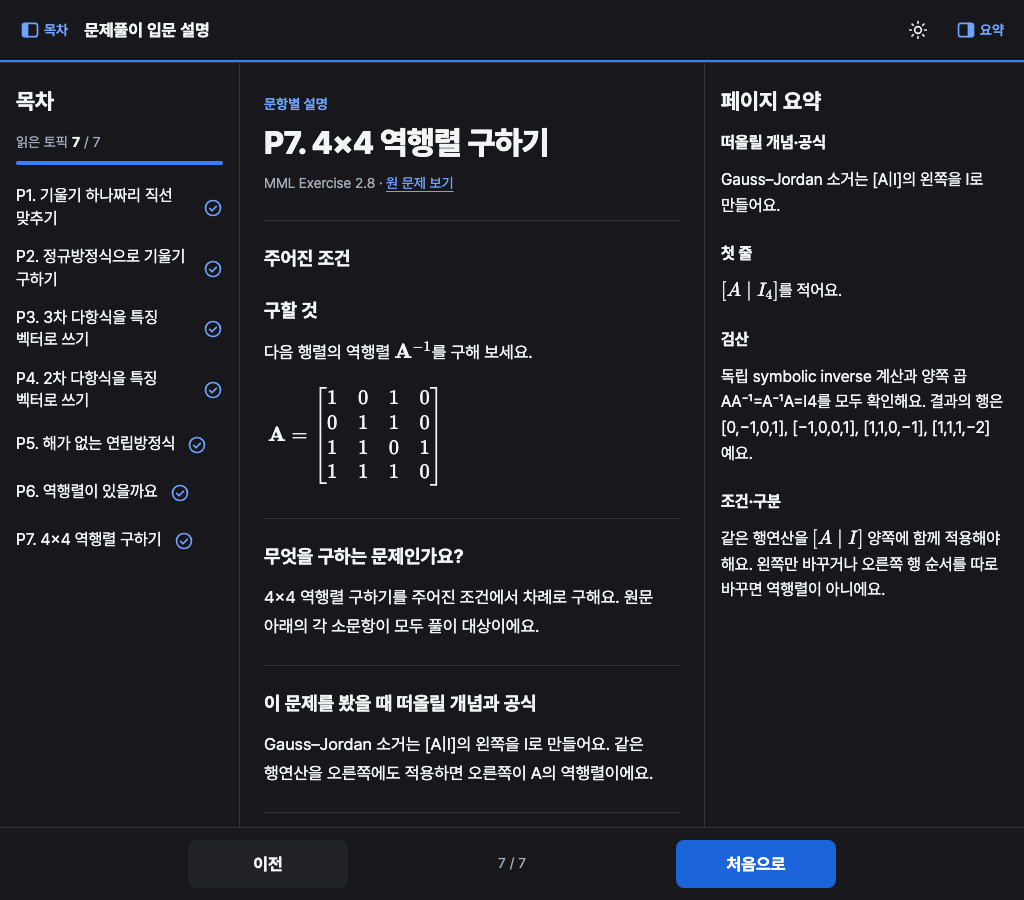 목차 문제풀이 입문 설명 요약
목차
읽은 토픽 7 / 7
P1. 기울기 하나짜리 직선
맞추기
P2. 정규방정식으로 기울기
구하기
P3. 3차 다항식을 특징
벡터로 쓰기
P4. 2차 다항식을 특징
벡터로 쓰기
P5. 해가 없는 연립방정식
P6. 역행렬이 있을까요
P7. 4×4 역행렬 구하기
문항별 설명
P7. 4×4 역행렬 구하기
MML Exercise 2.8 · 원 문제 보기
주어진 조건
구할 것
다음 행렬의 역행렬 A⁻¹를 구해 보세요.
A =
1 0 1 0
0 1 1 0
1 1 0 1
1 1 1 0
무엇을 구하는 문제인가요?
4×4 역행렬 구하기를 주어진 조건에서 차례로 구해요. 원문
아래의 각 소문항이 모두 풀이 대상이에요.
이 문제를 봤을 때 떠올릴 개념과 공식
Gauss–Jordan 소거는 [A|I]의 왼쪽을 I로 만들어요. 같은
행연산을 오른쪽에도 적용하면 오른쪽이 A의 역행렬이에요.
페이지 요약
떠올릴 개념·공식
Gauss–Jordan 소거는 [A|I]의 왼쪽을 I로
만들어요.
첫 줄
[A | I₄]를 적어요.
검산
독립 symbolic inverse 계산과 양쪽 곱
AA⁻¹=A⁻¹A=I4를 모두 확인해요. 결과의 행은
[0,−1,0,1], [−1,0,0,1], [1,1,0,−1], [1,1,1,−2]
예요.
조건·구분
같은 행연산을 [A | I] 양쪽에 함께 적용해야
해요. 왼쪽만 바꾸거나 오른쪽 행 순서를 따로
바꾸면 역행렬이 아니에요.
이전
7 / 7
처음으로